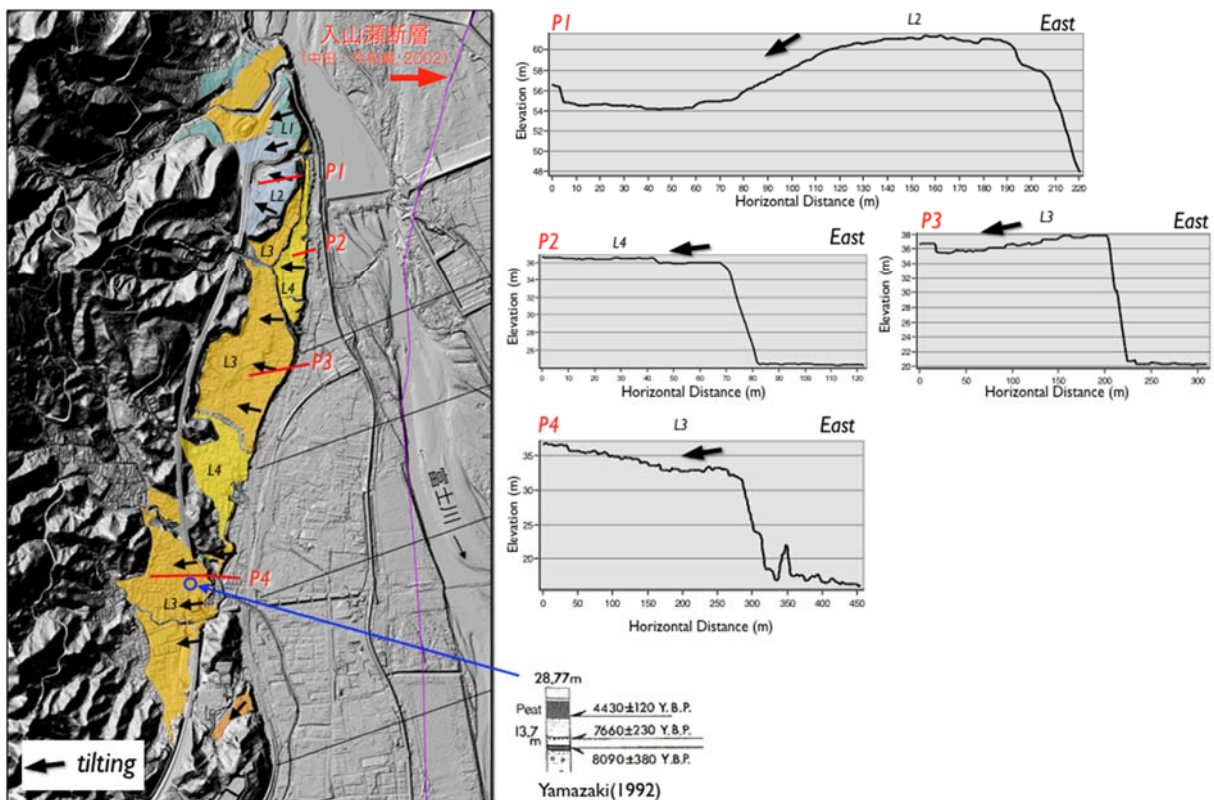 入山瀬断層
(中田・今泉編, 2002)
L1
P1
L2
L3
P2
L4
L3
P3
L4
富士川
P4
L3
tilting
P1
L2
East
Elevation (m)
60
58
56
54
52
50
48
0 10 20 30 40 50 60 70 80 90 100 110 120 130 140 150 160 170 180 190 200 210 220
Horizontal Distance (m)
P2
L4
East
Elevation (m)
36
34
32
30
28
26
0 10 20 30 40 50 60 70 80 90 100 110 120
Horizontal Distance (m)
P3
L3
East
Elevation (m)
38
36
34
32
30
28
26
24
22
20
0 50 100 150 200 250 300
Horizontal Distance (m)
P4
L3
East
Elevation (m)
35
30
25
20
0 50 100 150 200 250 300 350 400 450
Horizontal Distance (m)
28,77m
Peat
4430±120 Y.B.P.
13,7
m
7660±230 Y.B.P.
8090±380 Y.B.P.
Yamazaki(1992)